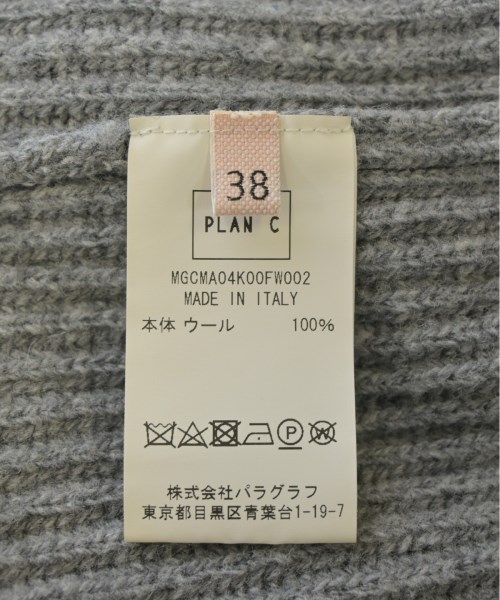 38
PLAN C
MGCMA04K00FW002
MADE IN ITALY
本体 ウール 100%
P W
株式会社パラグラフ
東京都目黒区青葉台1-19-7